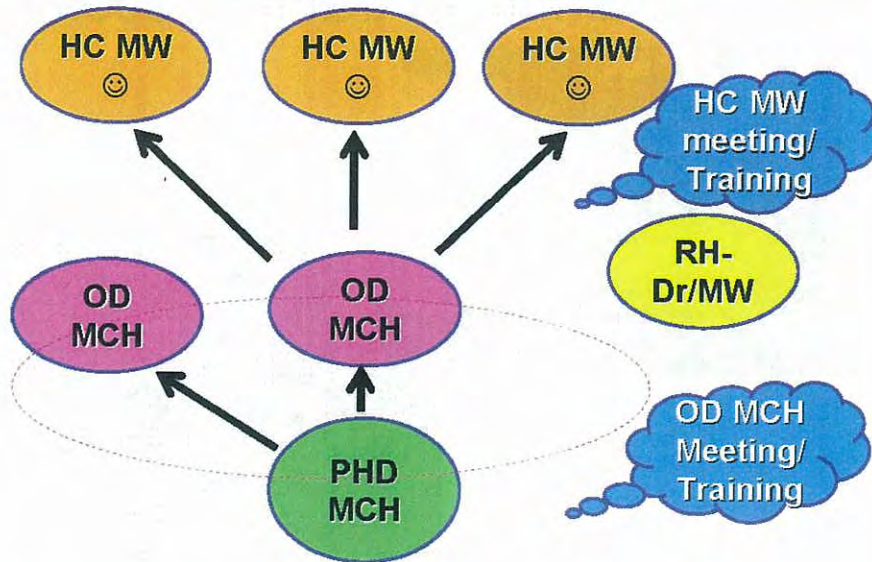 HC MW
☺
HC MW
☺
HC MW
☺
HC MW
meeting/
Training
RH-
Dr/MW
OD
MCH
OD
MCH
OD MCH
Meeting/
Training
PHD
MCH